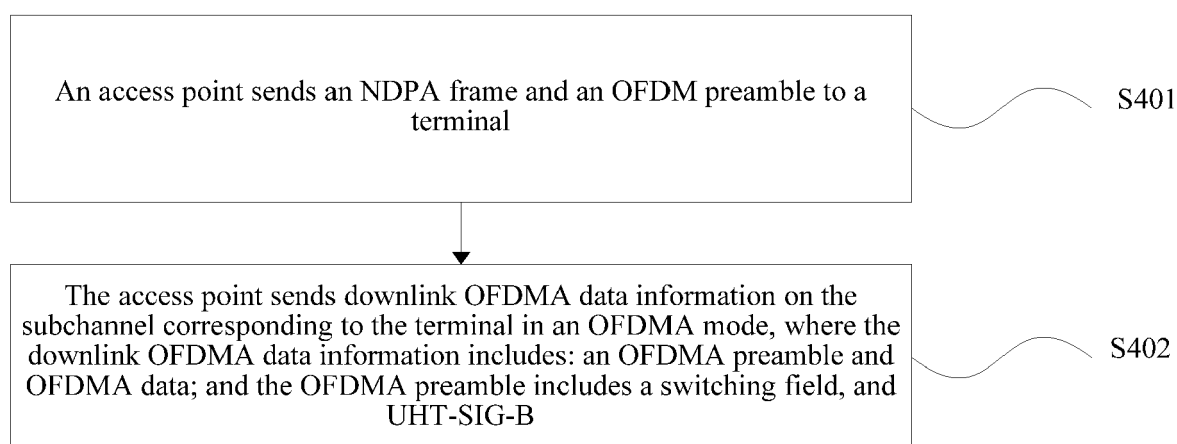 An access point sends an NDPA frame and an OFDM preamble to a
terminal
S401
The access point sends downlink OFDMA data information on the
subchannel corresponding to the terminal in an OFDMA mode, where the
downlink OFDMA data information includes: an OFDMA preamble and
OFDMA data; and the OFDMA preamble includes a switching field, and
UHT-SIG-B
S402